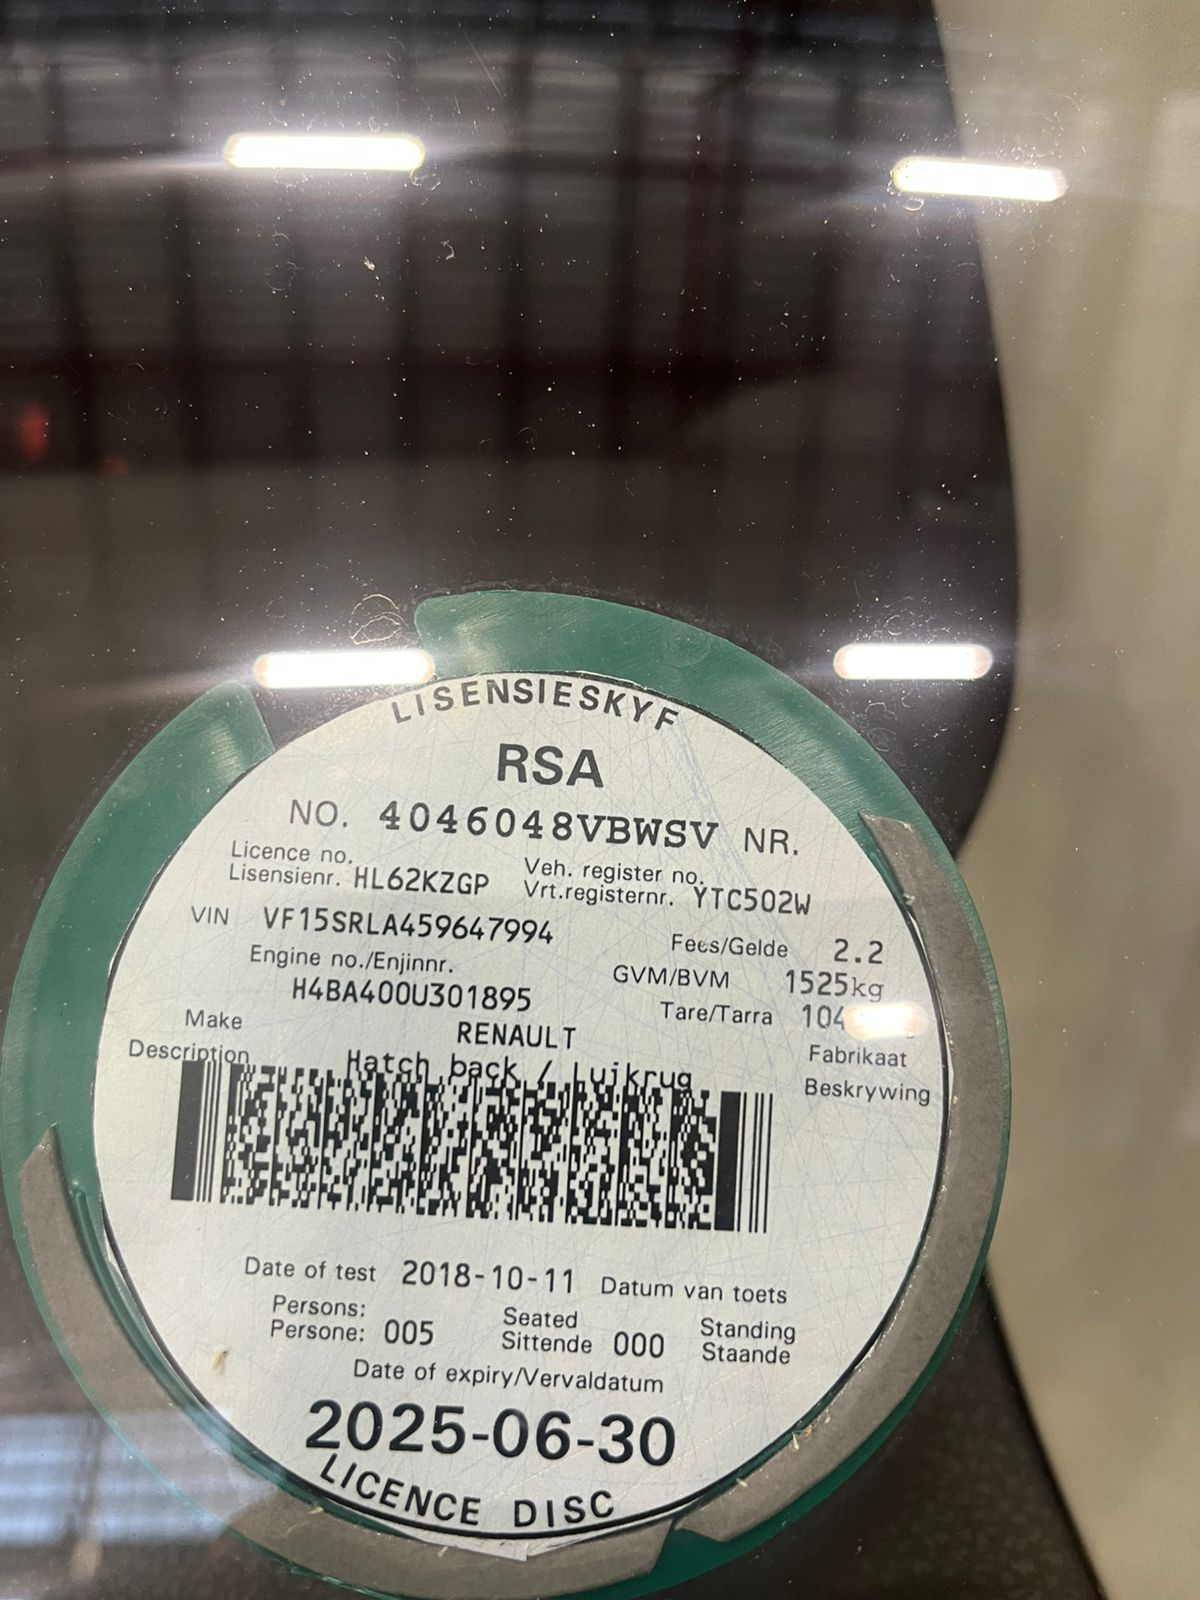 LISENSIESKYF
RSA
NO. 4046048VBWSV NR.
Licence no.
Lisensienr. HL62KZGP
Veh. register no.
Vrt.registernr. YTC502W
VIN VF15SRLA459647994
Fees/Gelde 2.2
Engine no./Enjinnr.
H4BA400U301895
GVM/BVM 1525kg
Tare/Tarra
Make RENAULT Fabrikaat
Description Hatch back / Luikrug Beskrywing
Date of test 2018-10-11 Datum van toets
Persons: Seated Standing
Persone: 005 Sittende 000 Staande
Date of expiry/Vervaldatum
2025-06-30
LICENCE DISC